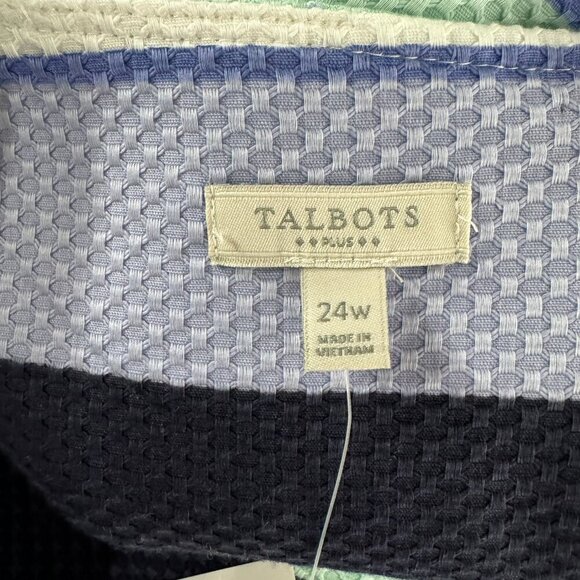 TALBOTS
PLUS
24W
MADE IN
VIETNAM